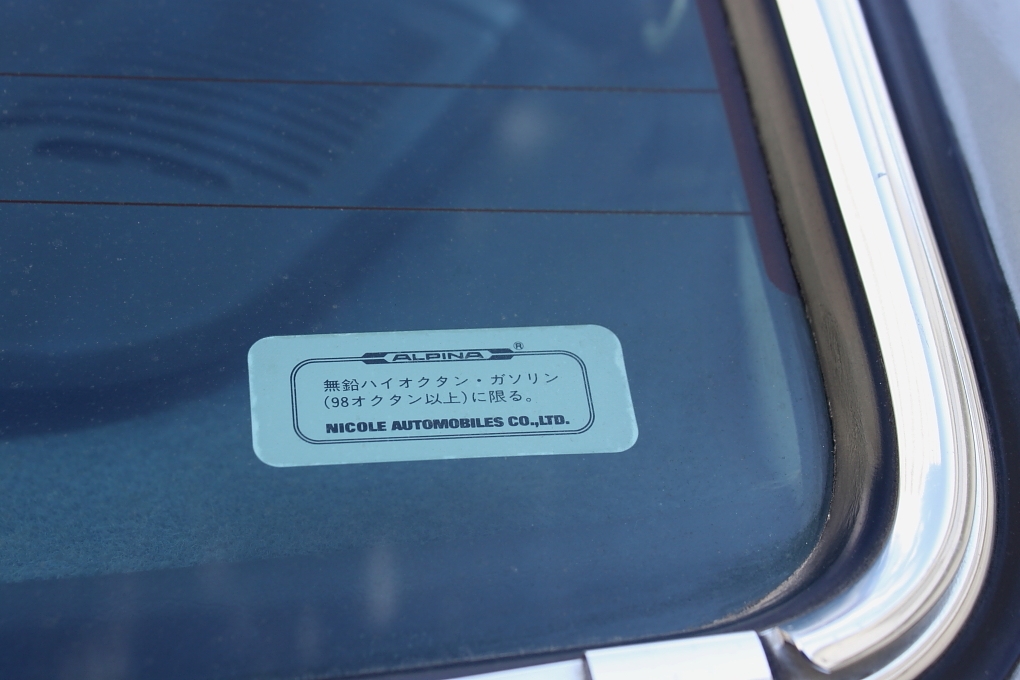 ALPINA®
無鉛ハイオクタン・ガソリン
(98オクタン以上)に限る。
NICOLE AUTOMOBILES CO.,LTD.